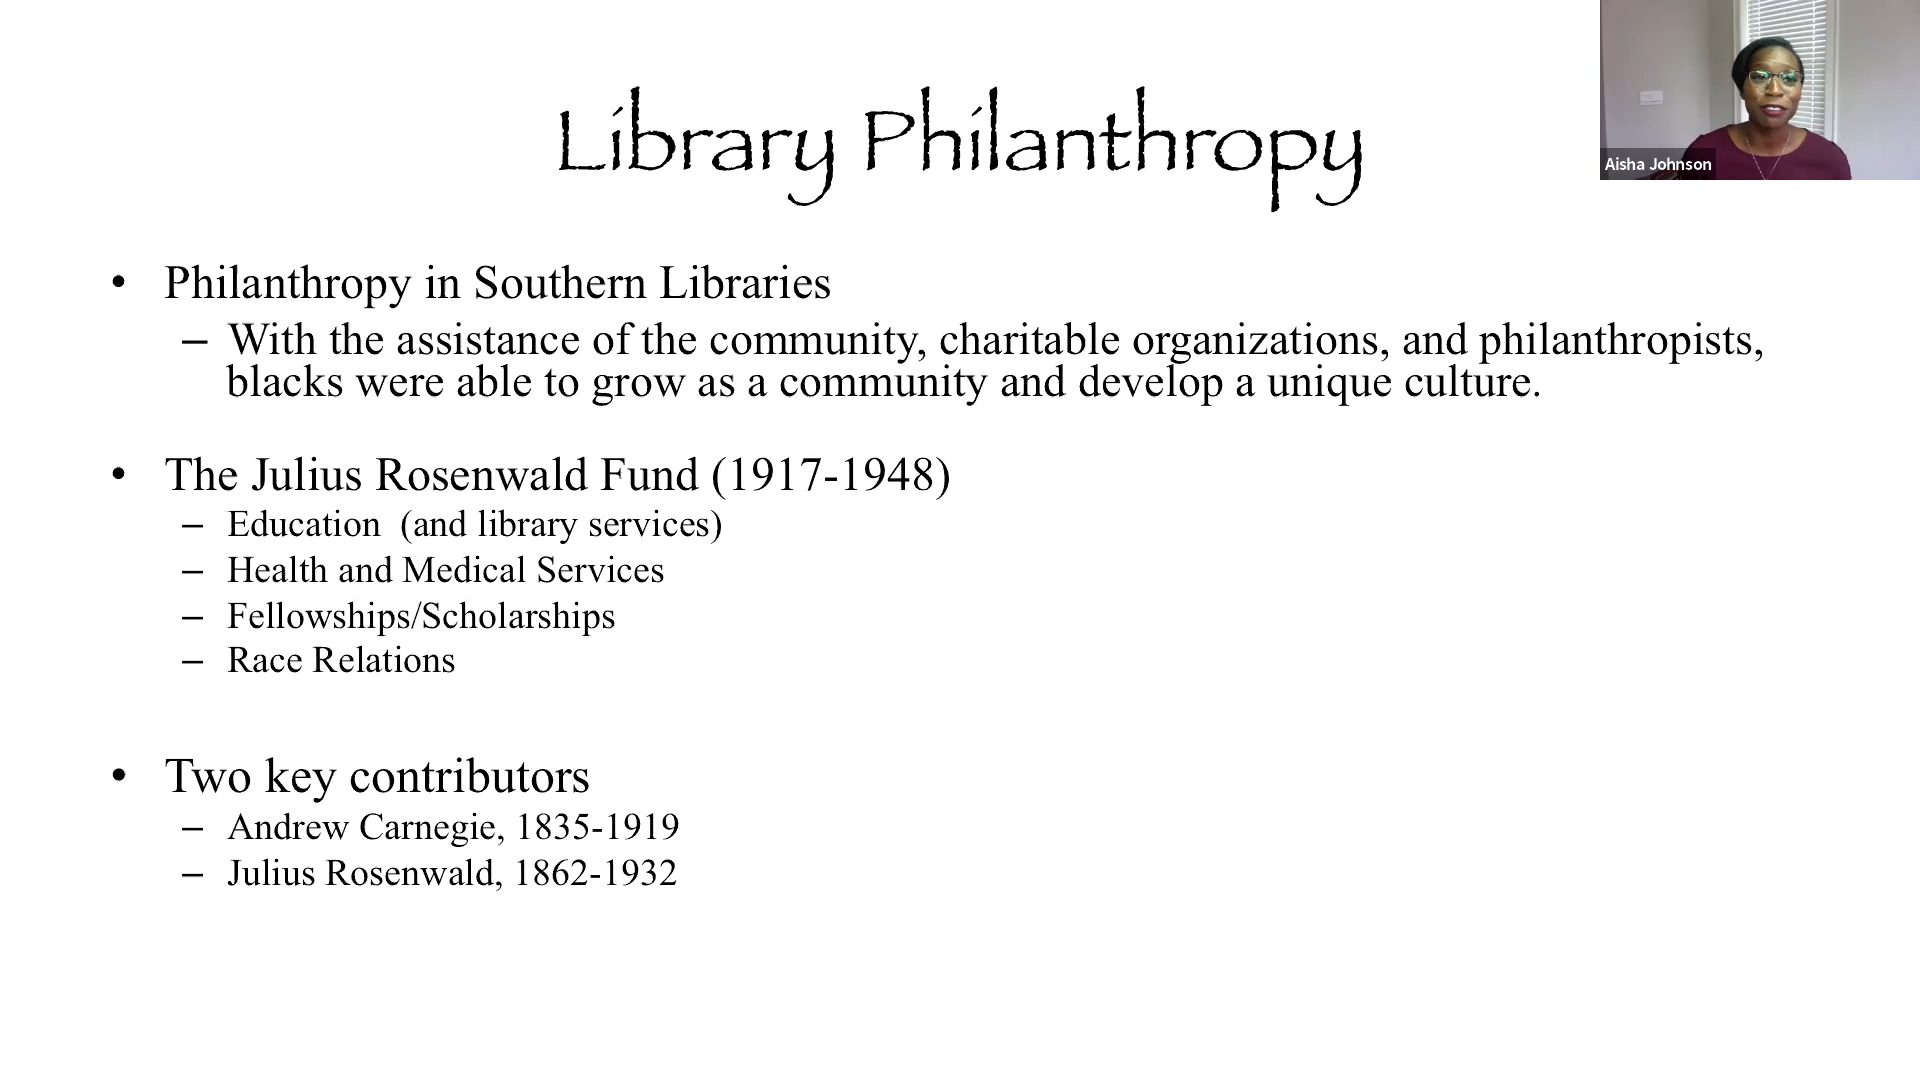 Library Philanthropy
Aisha Johnson
• Philanthropy in Southern Libraries
– With the assistance of the community, charitable organizations, and philanthropists,
blacks were able to grow as a community and develop a unique culture.
• The Julius Rosenwald Fund (1917-1948)
– Education  (and library services)
– Health and Medical Services
– Fellowships/Scholarships
– Race Relations
• Two key contributors
– Andrew Carnegie, 1835-1919
– Julius Rosenwald, 1862-1932